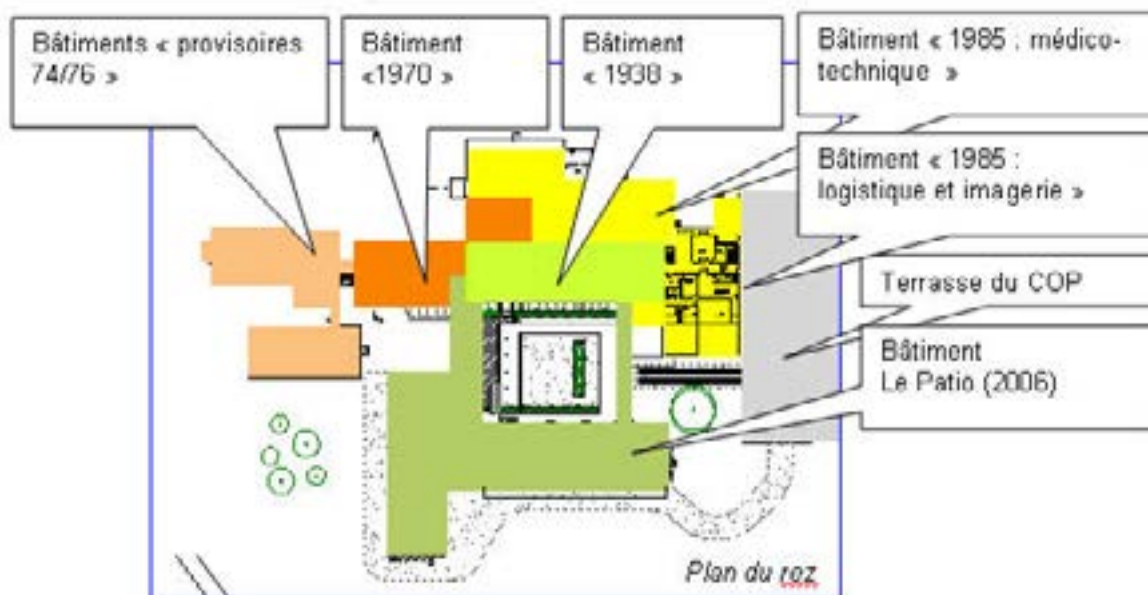 Bâtiments « provisoires
74/76 »
Bâtiment
«1970 »
Bâtiment
« 1938 »
Bâtiment « 1985 : médico-
technique »
Bâtiment « 1985 :
logistique et imagerie »
Terrasse du COP
Bâtiment
Le Patio (2006)
Plan du rez